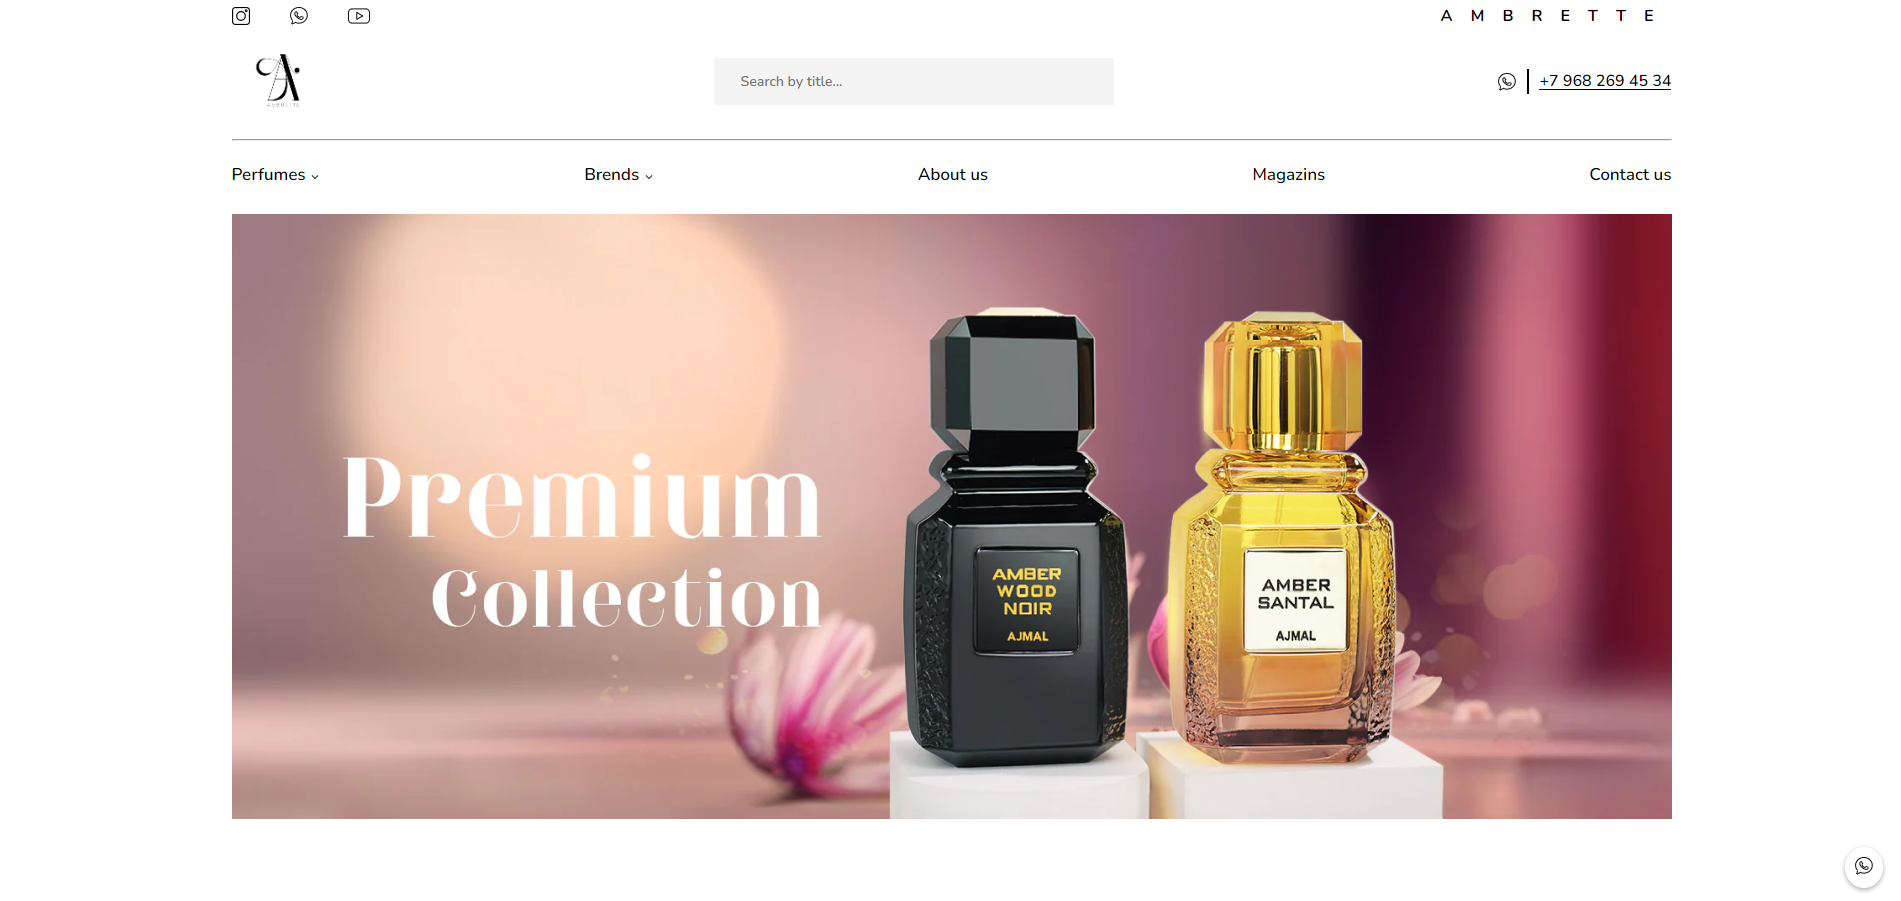 AMBRETTE
Search by title...
+7 968 269 45 34
Perfumes
Brends
About us
Magazins
Contact us
Premium
Collection
AMBER
WOOD
NOIR
AJMAL
AMBER
SANTAL
AJMAL